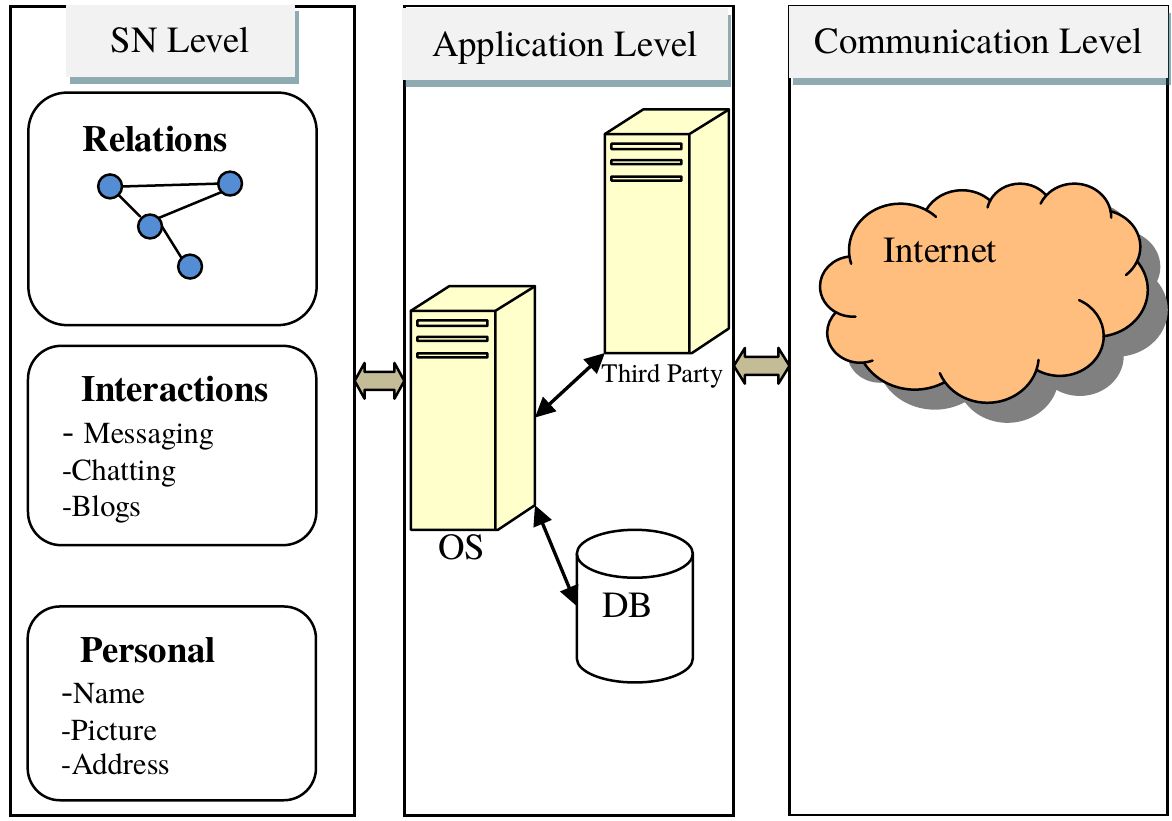 SN Level
Relations
Interactions
- Messaging
-Chatting
-Blogs
Personal
-Name
-Picture
-Address
Application Level
Third Party
OS
DB
Communication Level
Internet